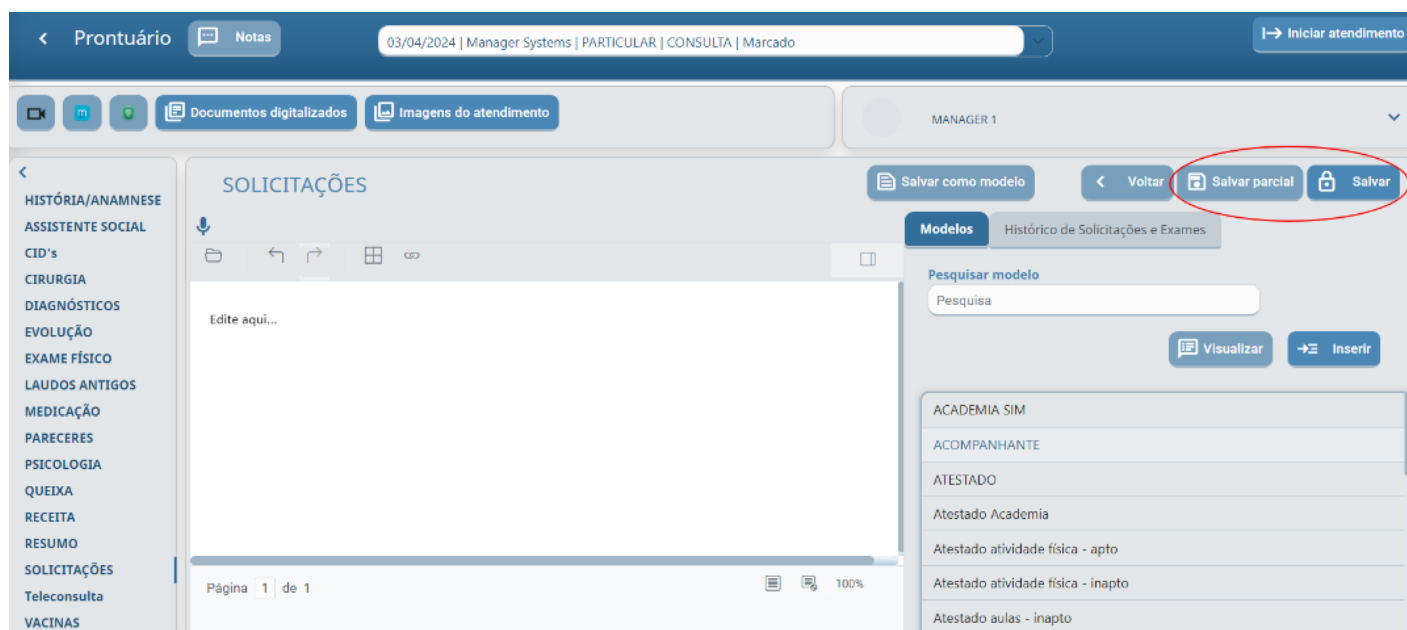 Prontuário
Notas
03/04/2024 | Manager Systems | PARTICULAR | CONSULTA | Marcado
Iniciar atendimento
Documentos digitalizados
Imagens do atendimento
MANAGER 1
HISTÓRIA/ANAMNESE
ASSISTENTE SOCIAL
CID's
CIRURGIA
DIAGNÓSTICOS
EVOLUÇÃO
EXAME FÍSICO
LAUDOS ANTIGOS
MEDICAÇÃO
PARECERES
PSICOLOGIA
QUEIXA
RECEITA
RESUMO
SOLICITAÇÕES
Teleconsulta
VACINAS
SOLICITAÇÕES
Salvar como modelo
Voltar
Salvar parcial
Salvar
Edite aqui...
Página 1 de 1
100%
Modelos
Histórico de Solicitações e Exames
Pesquisar modelo
Pesquisa
Visualizar
Inserir
ACADEMIA SIM
ACOMPANHANTE
ATESTADO
Atestado Academia
Atestado atividade física - apto
Atestado atividade física - inapto
Atestado aulas - inapto